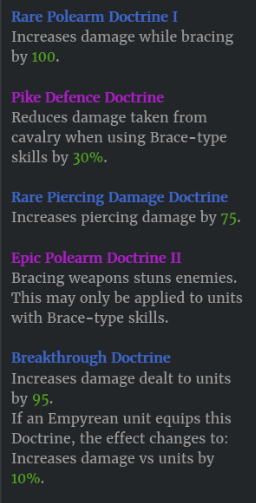 Rare Polearm Doctrine I
Increases damage while bracing
by 100.
Pike Defence Doctrine
Reduces damage taken from
cavalry when using Brace-type
skills by 30%.
Rare Piercing Damage Doctrine
Increases piercing damage by 75.
Epic Polearm Doctrine II
Bracing weapons stuns enemies.
This may only be applied to units
with Brace-type skills.
Breakthrough Doctrine
Increases damage dealt to units
by 95.
If an Empyrean unit equips this
Doctrine, the effect changes to:
Increases damage vs units by
10%.